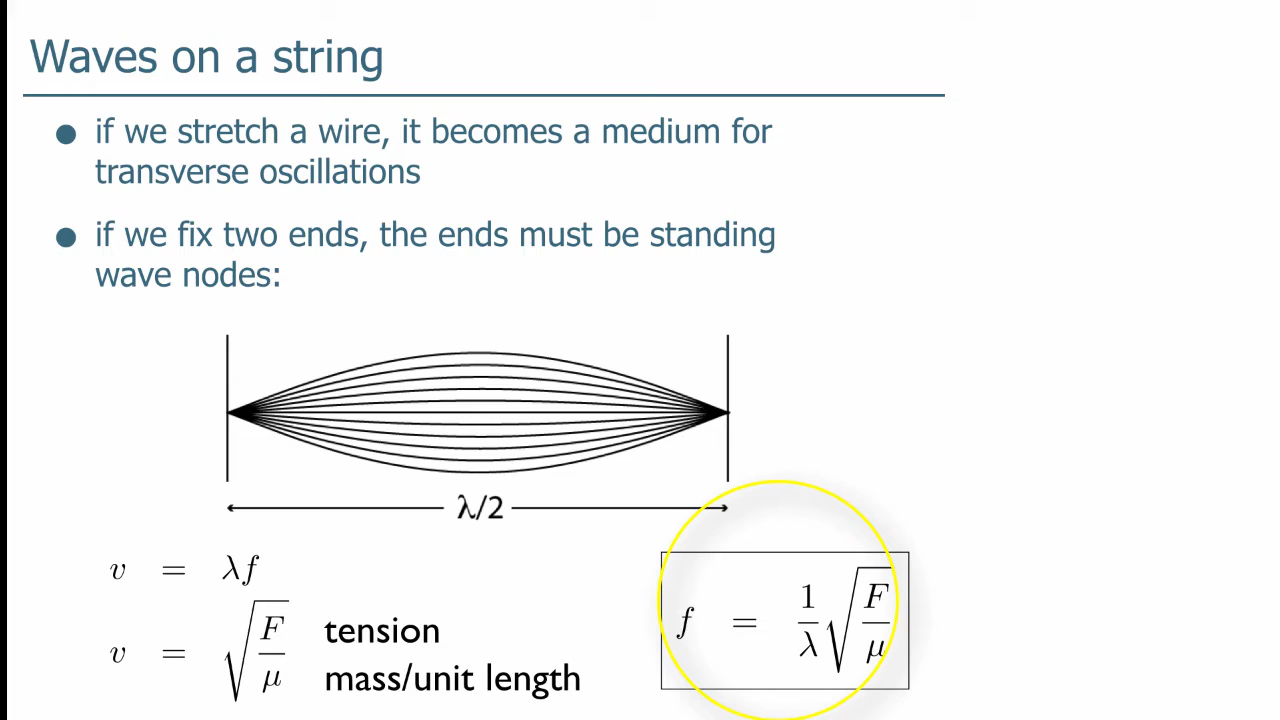 Waves on a string
● if we stretch a wire, it becomes a medium for
transverse oscillations
● if we fix two ends, the ends must be standing
wave nodes:
λ/2
v = λf
v = √(F/μ) tension
mass/unit length
f = 1/λ √(F/μ)